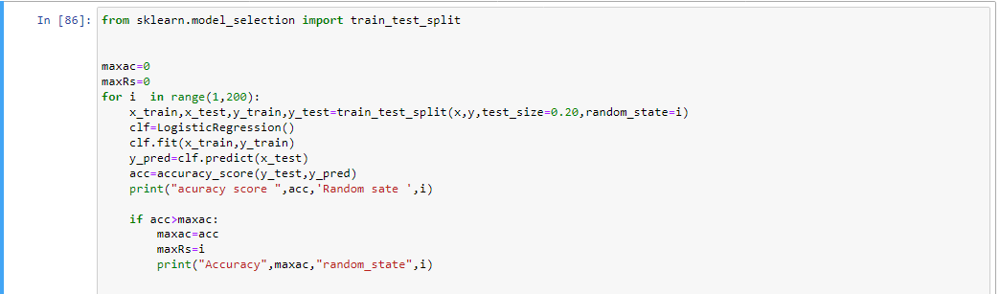 In [86]: from sklearn.model_selection import train_test_split
maxac=0
maxRs=0
for i  in range(1,200):
    x_train,x_test,y_train,y_test=train_test_split(x,y,test_size=0.20,random_state=i)
    clf=LogisticRegression()
    clf.fit(x_train,y_train)
    y_pred=clf.predict(x_test)
    acc=accuracy_score(y_test,y_pred)
    print("acuracy score ",acc,'Random sate ',i)
    if acc>maxac:
        maxac=acc
        maxRs=i
        print("Accuracy",maxac,"random_state",i)